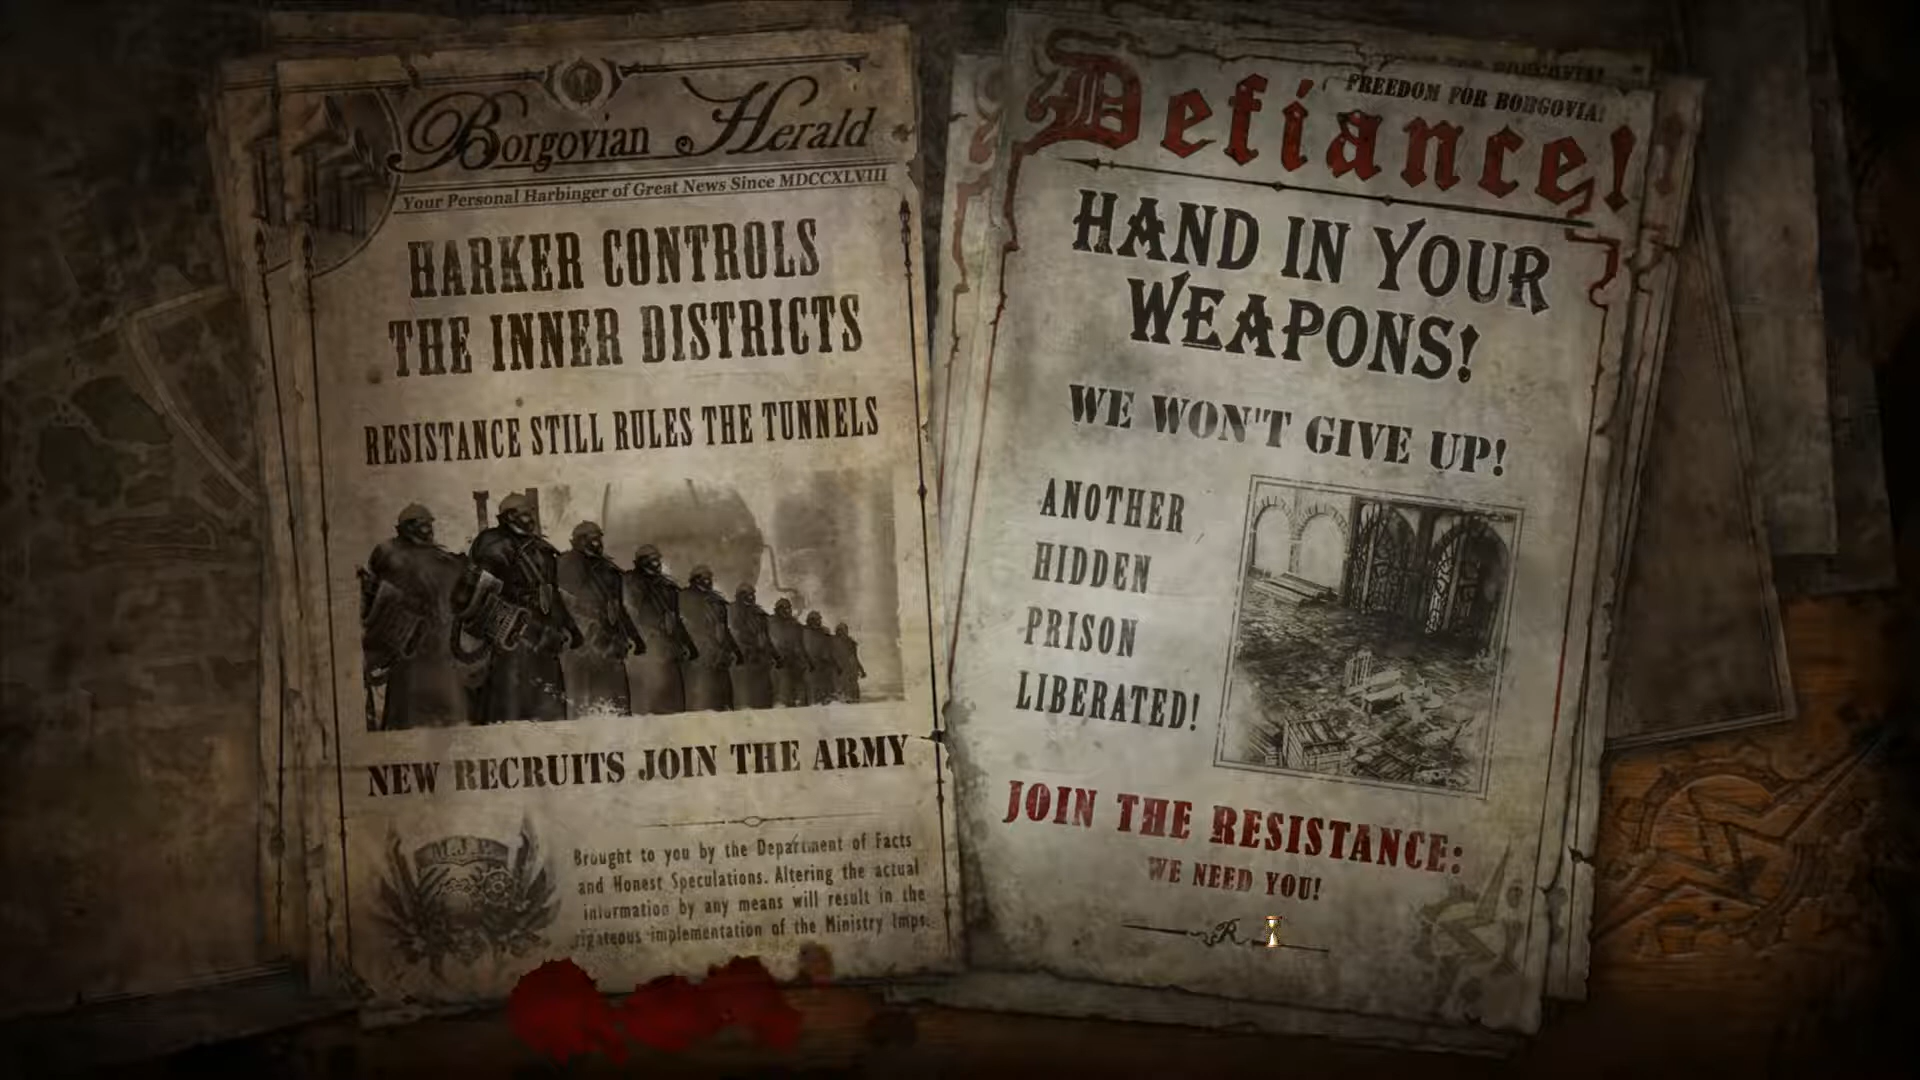 Borgovian Herald
Your Personal Harbinger of Great News Since MDCCXLVIII
HARKER CONTROLS
THE INNER DISTRICTS
RESISTANCE STILL RULES THE TUNNELS
NEW RECRUITS JOIN THE ARMY
M.J.P.
Brought to you by the Department of Facts
and Honest Speculations. Altering the actual
information by any means will result in the
rigateous implementation of the Ministry Imps.
FREEDOM FOR BORGOVIA!
Defiance!
HAND IN YOUR
WEAPONS!
WE WON'T GIVE UP!
ANOTHER
HIDDEN
PRISON
LIBERATED!
JOIN THE RESISTANCE:
WE NEED YOU!
R